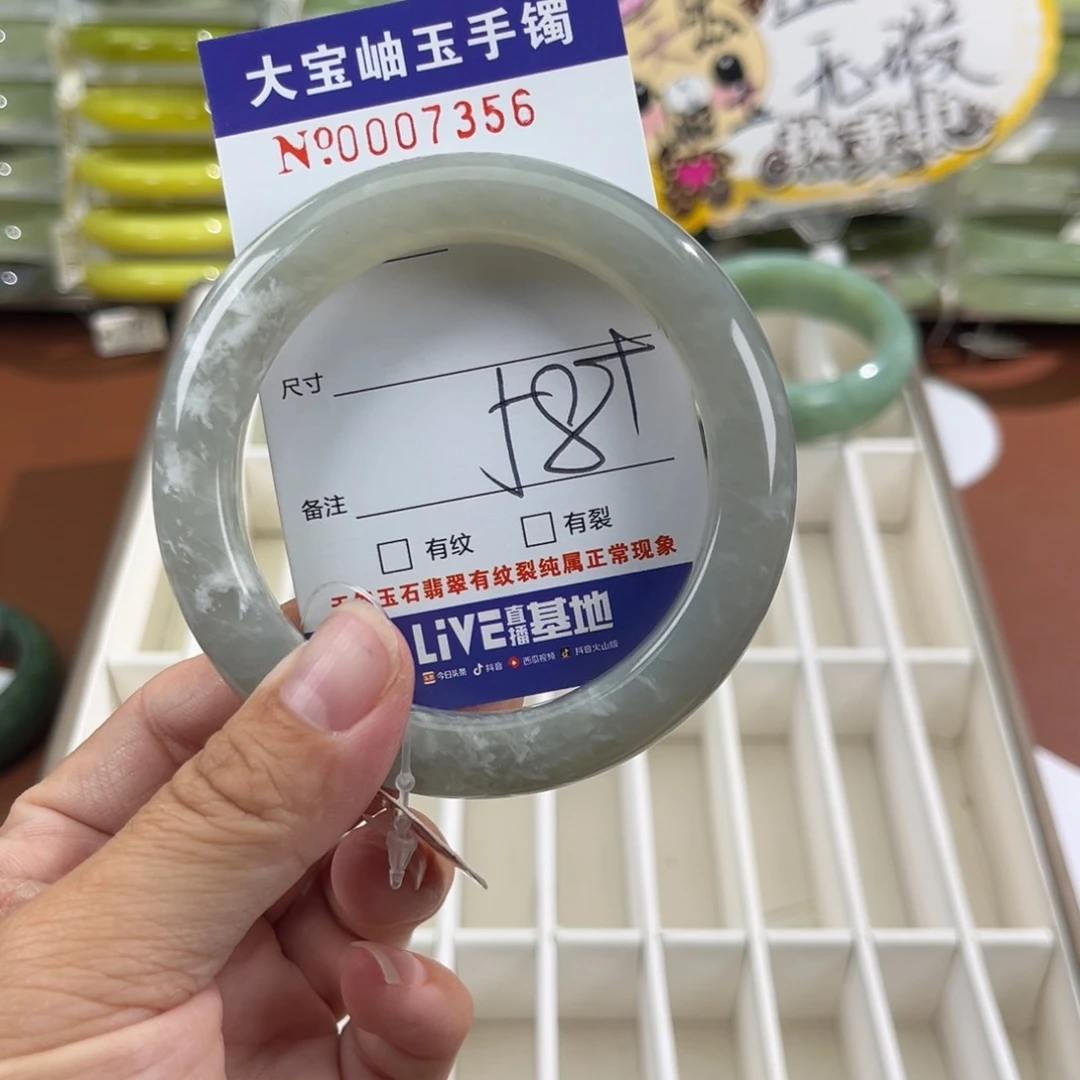 大宝岫玉手镯
№0007356
无瑕
尺寸
58
备注
有纹
有裂
玉石翡翠有纹裂纯属正常现象
LiVE直播基地
今日头条 抖音 西瓜视频 抖音火山版